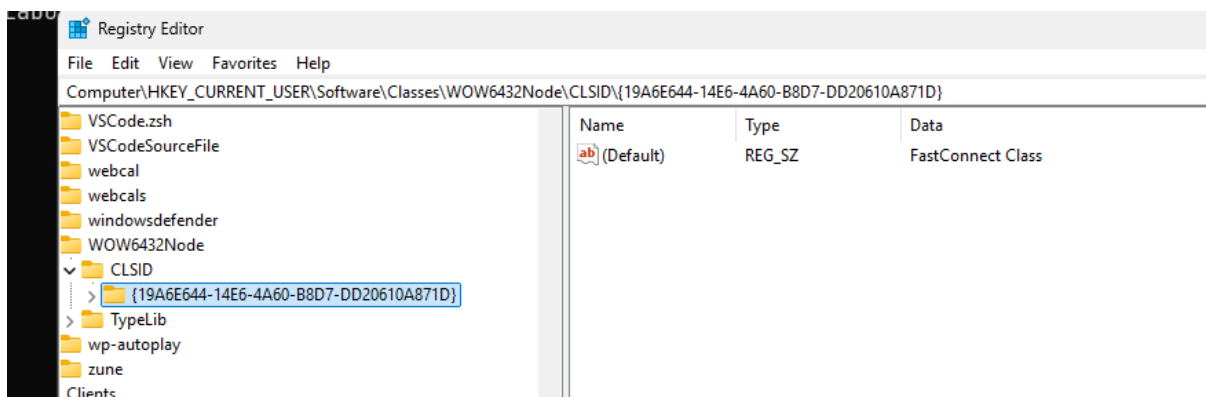 Registry Editor
File Edit View Favorites Help
Computer\HKEY_CURRENT_USER\Software\Classes\WOW6432Node\CLSID\{19A6E644-14E6-4A60-B8D7-DD20610A871D}
VSCode.zsh
VSCodeSourceFile
webcal
webcals
windowsdefender
WOW6432Node
CLSID
{19A6E644-14E6-4A60-B8D7-DD20610A871D}
TypeLib
wp-autoplay
zune
Clients
Name Type Data
ab (Default) REG_SZ FastConnect Class